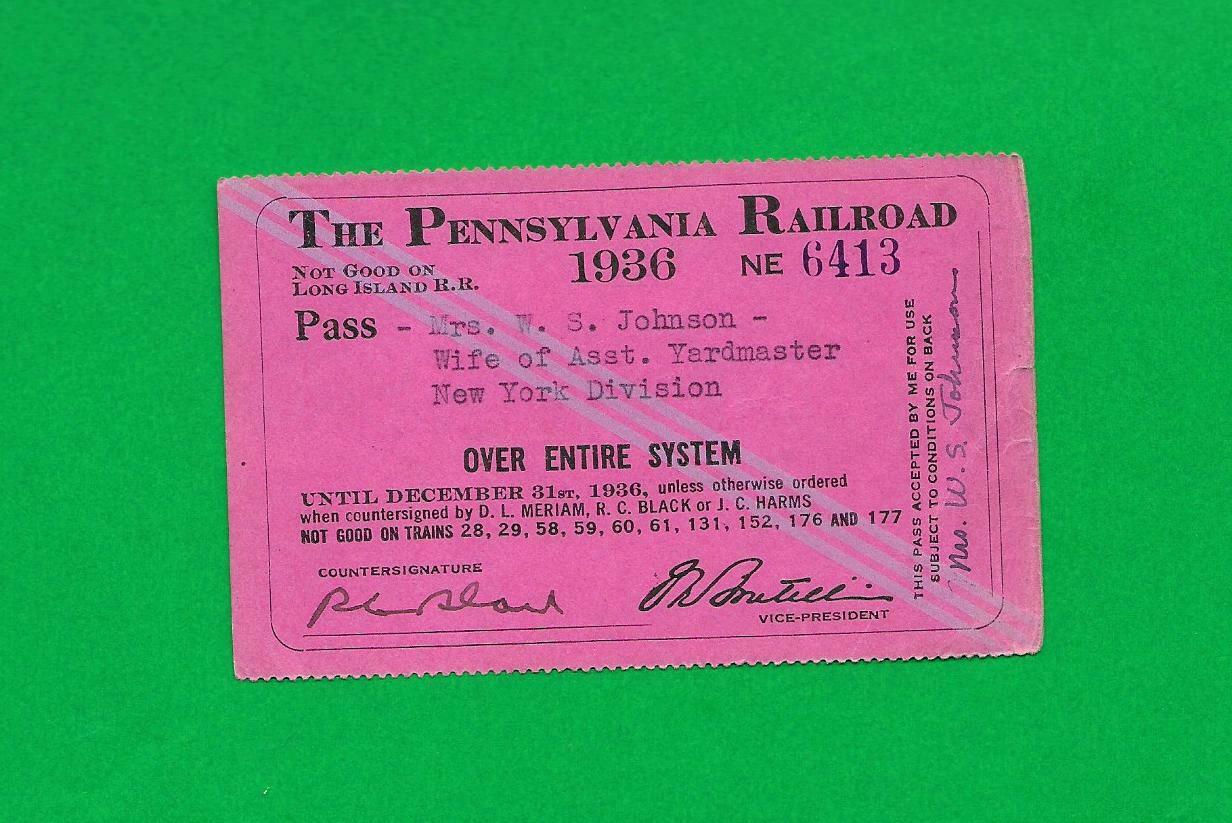 THE PENNSYLVANIA RAILROAD
NOT GOOD ON
LONG ISLAND R.R.
1936
NE 6413
Pass - Mrs. W. S. Johnson -
Wife of Asst. Yardmaster
New York Division
OVER ENTIRE SYSTEM
UNTIL DECEMBER 31ST, 1936, unless otherwise ordered
when countersigned by D. L. MERIAM, R. C. BLACK or J. C. HARMS
NOT GOOD ON TRAINS 28, 29, 58, 59, 60, 61, 131, 152, 176 AND 177
COUNTERSIGNATURE
R C Black
VICE-PRESIDENT
THIS PASS ACCEPTED BY ME FOR USE
SUBJECT TO CONDITIONS ON BACK
Mrs. W. S. Johnson